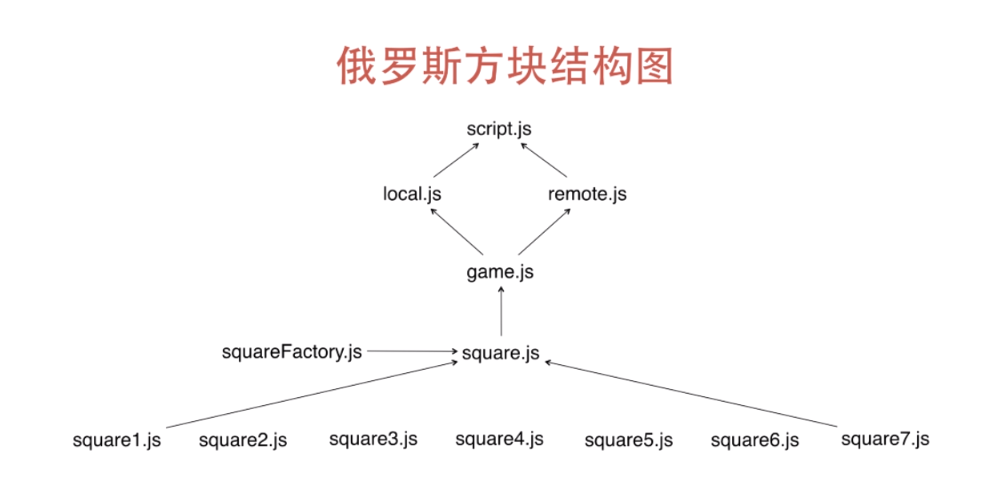 俄罗斯方块结构图
script.js
local.js remote.js
game.js
squareFactory.js square.js
square1.js square2.js square3.js square4.js square5.js square6.js square7.js